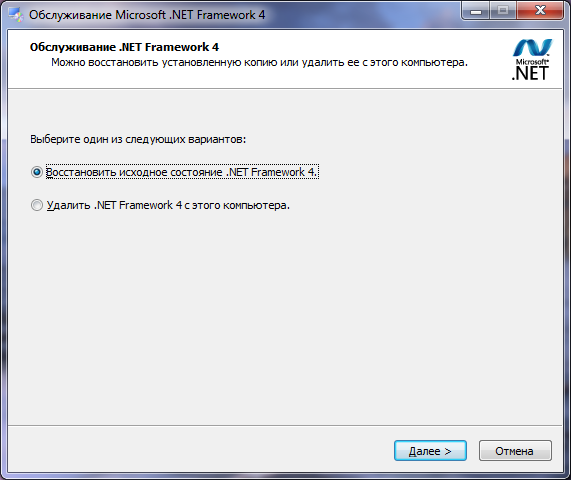 Обслуживание Microsoft .NET Framework 4
Обслуживание .NET Framework 4
Можно восстановить установленную копию или удалить ее с этого компьютера.
Microsoft®
.NET
Выберите один из следующих вариантов:
Восстановить исходное состояние .NET Framework 4.
Удалить .NET Framework 4 с этого компьютера.
Далее >
Отмена